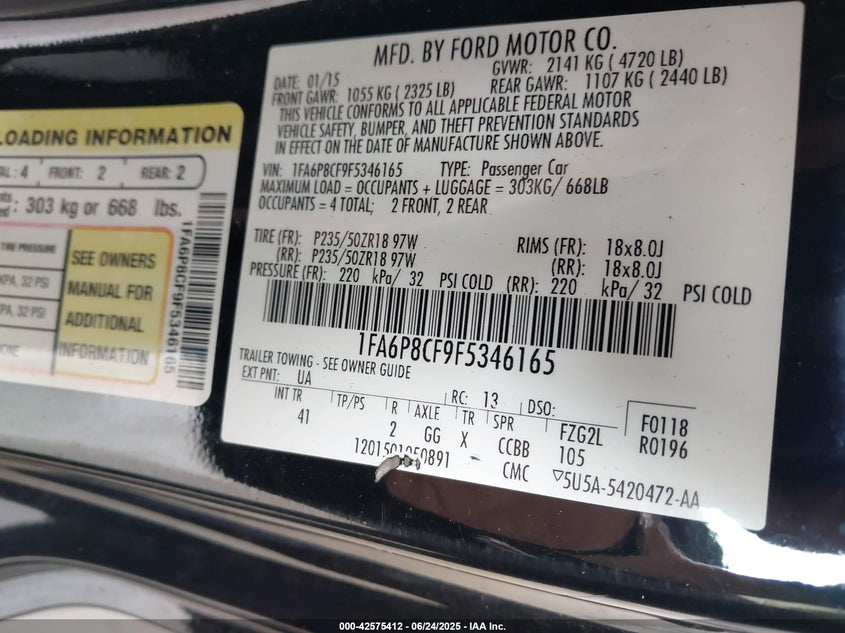 MFD. BY FORD MOTOR CO.
DATE: 01/15 GVWR: 2141 KG ( 4720 LB)
FRONT GAWR: 1055 KG ( 2325 LB) REAR GAWR: 1107 KG ( 2440 LB)
THIS VEHICLE CONFORMS TO ALL APPLICABLE FEDERAL MOTOR
VEHICLE SAFETY, BUMPER, AND THEFT PREVENTION STANDARDS
IN EFFECT ON THE DATE OF MANUFACTURE SHOWN ABOVE.
VIN: 1FA6P8CF9F5346165 TYPE: Passenger Car
MAXIMUM LOAD = OCCUPANTS + LUGGAGE = 303KG/ 668LB
OCCUPANTS = 4 TOTAL; 2 FRONT, 2 REAR
TIRE (FR): P235/50ZR18 97W RIMS (FR): 18x8.0J
(RR): P235/50ZR18 97W (RR): 18x8.0J
PRESSURE (FR): 220 kPa/ 32 PSI COLD (RR): 220 kPa/ 32 PSI COLD
1FA6P8CF9F5346165
TRAILER TOWING - SEE OWNER GUIDE
EXT PNT: UA RC: 13 DSO: F0118
INT TR TP/PS R AXLE TR SPR FZG2L R0196
41 2 GG X CCBB 105
1201501050891 CMC 5U5A-5420472-AA
LOADING INFORMATION
: 4 FRONT: 2 REAR: 2
303 kg or 668 lbs.
TIRE PRESSURE
KPA, 32 PSI
KPA, 32 PSI
SEE OWNERS
MANUAL FOR
ADDITIONAL
INFORMATION
1FA6P8CF9F5346165
000-42575412 - 06/24/2025 - IAA Inc.